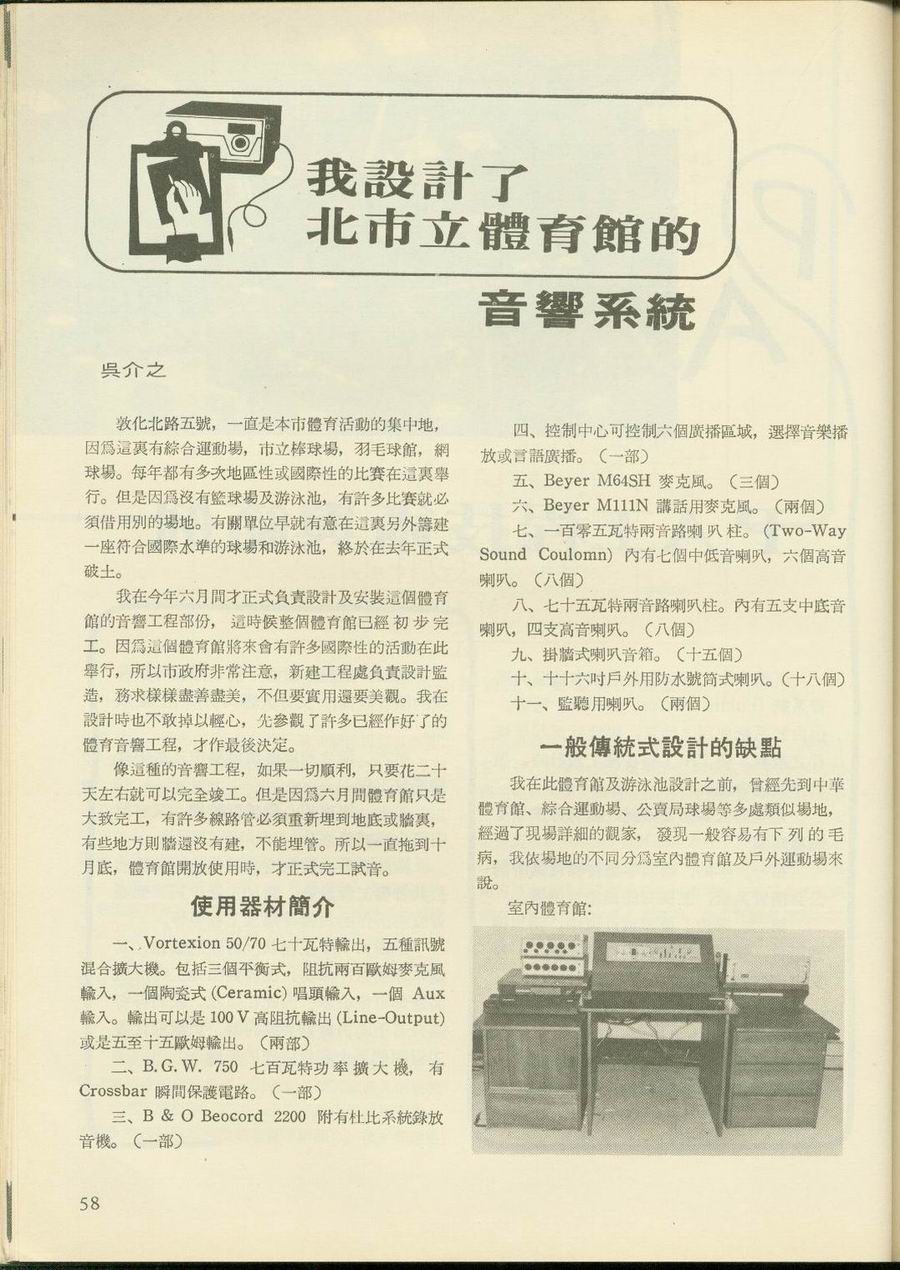 我設計了
北市立體育館的
音響系統
吳介之
敦化北路五號，一直是本市體育活動的集中地，
因爲這裏有綜合運動場，市立棒球場，羽毛球館，網
球場。每年都有多次地區性或國際性的比賽在這裏舉
行。但是因爲沒有籃球場及游泳池，有許多比賽就必
須借用別的場地。有關單位早就有意在這裏另外籌建
一座符合國際水準的球場和游泳池，終於在去年正式
破土。
我在今年六月間才正式負責設計及安裝這個體育
館的音響工程部份，這時候整個體育館已經初步完
工。因爲這個體育館將來會有許多國際性的活動在此
舉行，所以市政府非常注意，新建工程處負責設計監
造，務求樣樣盡善盡美，不但要實用還要美觀。我在
設計時也不敢掉以輕心，先參觀了許多已經作好了的
體育音響工程，才作最後決定。
像這種的音響工程，如果一切順利，只要花二十
天左右就可以完全竣工。但是因爲六月間體育館只是
大致完工，有許多線路管必須重新埋到地底或牆裏，
有些地方則牆還沒有建，不能埋管。所以一直拖到十
月底，體育館開放使用時，才正式完工試音。
使用器材簡介
一、Vortexion 50/70 七十瓦特輸出，五種訊號
混合擴大機。包括三個平衡式，阻抗兩百歐姆麥克風
輸入，一個陶瓷式 (Ceramic) 唱頭輸入，一個 Aux
輸入。輸出可以是 100 V 高阻抗輸出 (Line-Output)
或是五至十五歐姆輸出。（兩部）
二、B.G.W. 750 七百瓦特功率擴大機，有
Crossbar 瞬間保護電路。（一部）
三、B & O Beocord 2200 附有杜比系統錄放
音機。（一部）
四、控制中心可控制六個廣播區域，選擇音樂播
放或言語廣播。（一部）
五、Beyer M64SH 麥克風。（三個）
六、Beyer M111N 講話用麥克風。（兩個）
七、一百零五瓦特兩音路喇叭柱。(Two-Way
Sound Coulomn) 內有七個中低音喇叭，六個高音
喇叭。（八個）
八、七十五瓦特兩音路喇叭柱。內有五支中底音
喇叭，四支高音喇叭。（八個）
九、掛牆式喇叭音箱。（十五個）
十、十十六吋戶外用防水號筒式喇叭。（十八個）
十一、監聽用喇叭。（兩個）
一般傳統式設計的缺點
我在此體育館及游泳池設計之前，曾經先到中華
體育館、綜合運動場、公賣局球場等多處類似場地，
經過了現場詳細的觀察，發現一般容易有下列的毛
病，我依場地的不同分爲室內體育館及戶外運動場來
說。
室內體育館：
58